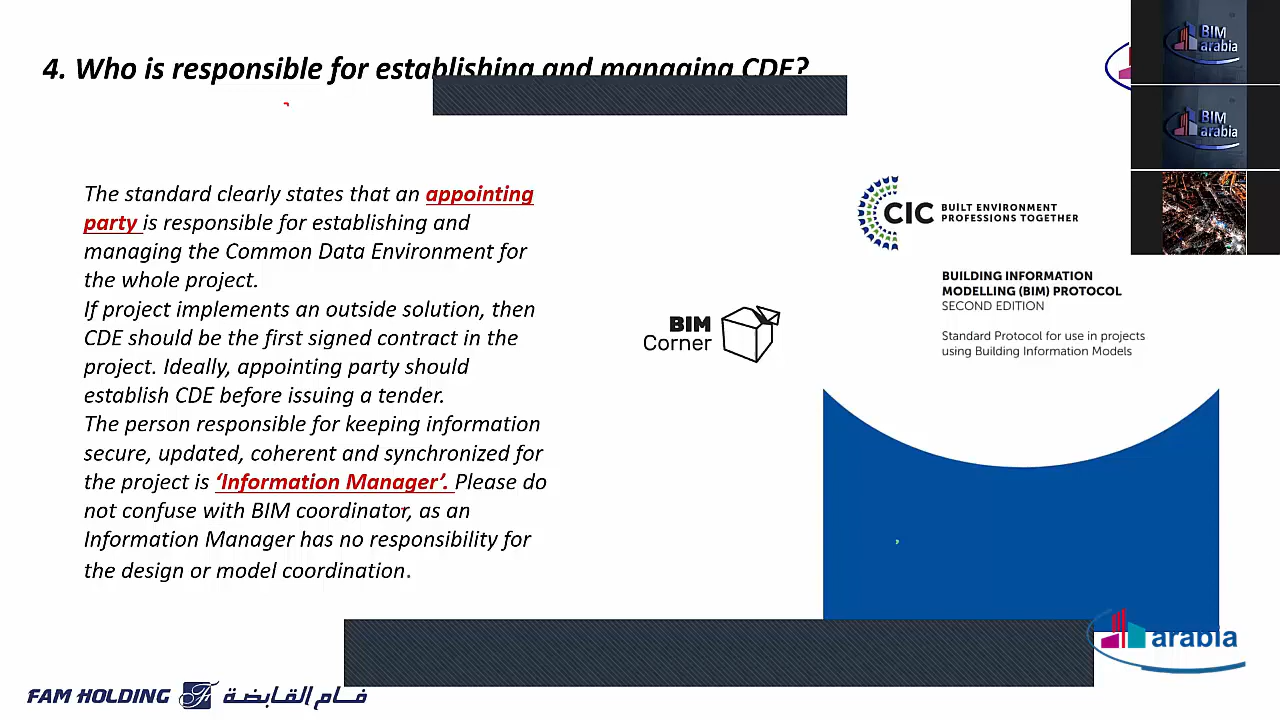 4. Who is responsible for establishing and managing CDE?
BIM
arabia
BIM
arabia
The standard clearly states that an appointing
party is responsible for establishing and
managing the Common Data Environment for
the whole project.
If project implements an outside solution, then
CDE should be the first signed contract in the
project. Ideally, appointing party should
establish CDE before issuing a tender.
The person responsible for keeping information
secure, updated, coherent and synchronized for
the project is ‘Information Manager’. Please do
not confuse with BIM coordinator, as an
Information Manager has no responsibility for
the design or model coordination.
BIM
Corner
CIC BUILT ENVIRONMENT
PROFESSIONS TOGETHER
BUILDING INFORMATION
MODELLING (BIM) PROTOCOL
SECOND EDITION
Standard Protocol for use in projects
using Building Information Models
arabia
FAM HOLDING فام القابضة